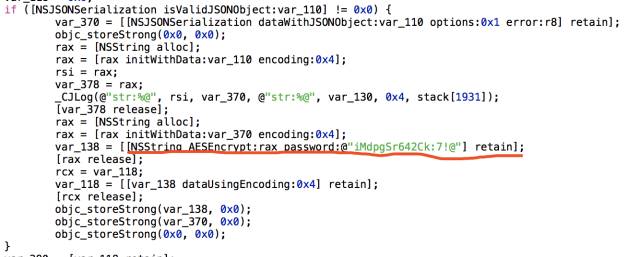 if ([NSJSONSerialization isValidJSONObject:var_110] != 0x0) {
var_370 = [[NSJSONSerialization dataWithJSONObject:var_110 options:0x1 error:r8] retain];
objc_storeStrong(0x0, 0x0);
rax = [NSString alloc];
rax = [rax initWithData:var_110 encoding:0x4];
rsi = rax;
var_378 = rax;
_CJLog(@"str:%@", rsi, var_370, @"str:%@", var_130, 0x4, stack[1931]);
[var_378 release];
rax = [NSString alloc];
rax = [rax initWithData:var_370 encoding:0x4];
var_138 = [[NSString AESEncrypt:rax password:@"iMdpgSr642Ck:7!@"] retain];
[rax release];
rcx = var_118;
var_118 = [[var_138 dataUsingEncoding:0x4] retain];
[rcx release];
objc_storeStrong(var_138, 0x0);
objc_storeStrong(var_370, 0x0);
objc_storeStrong(0x0, 0x0);
}